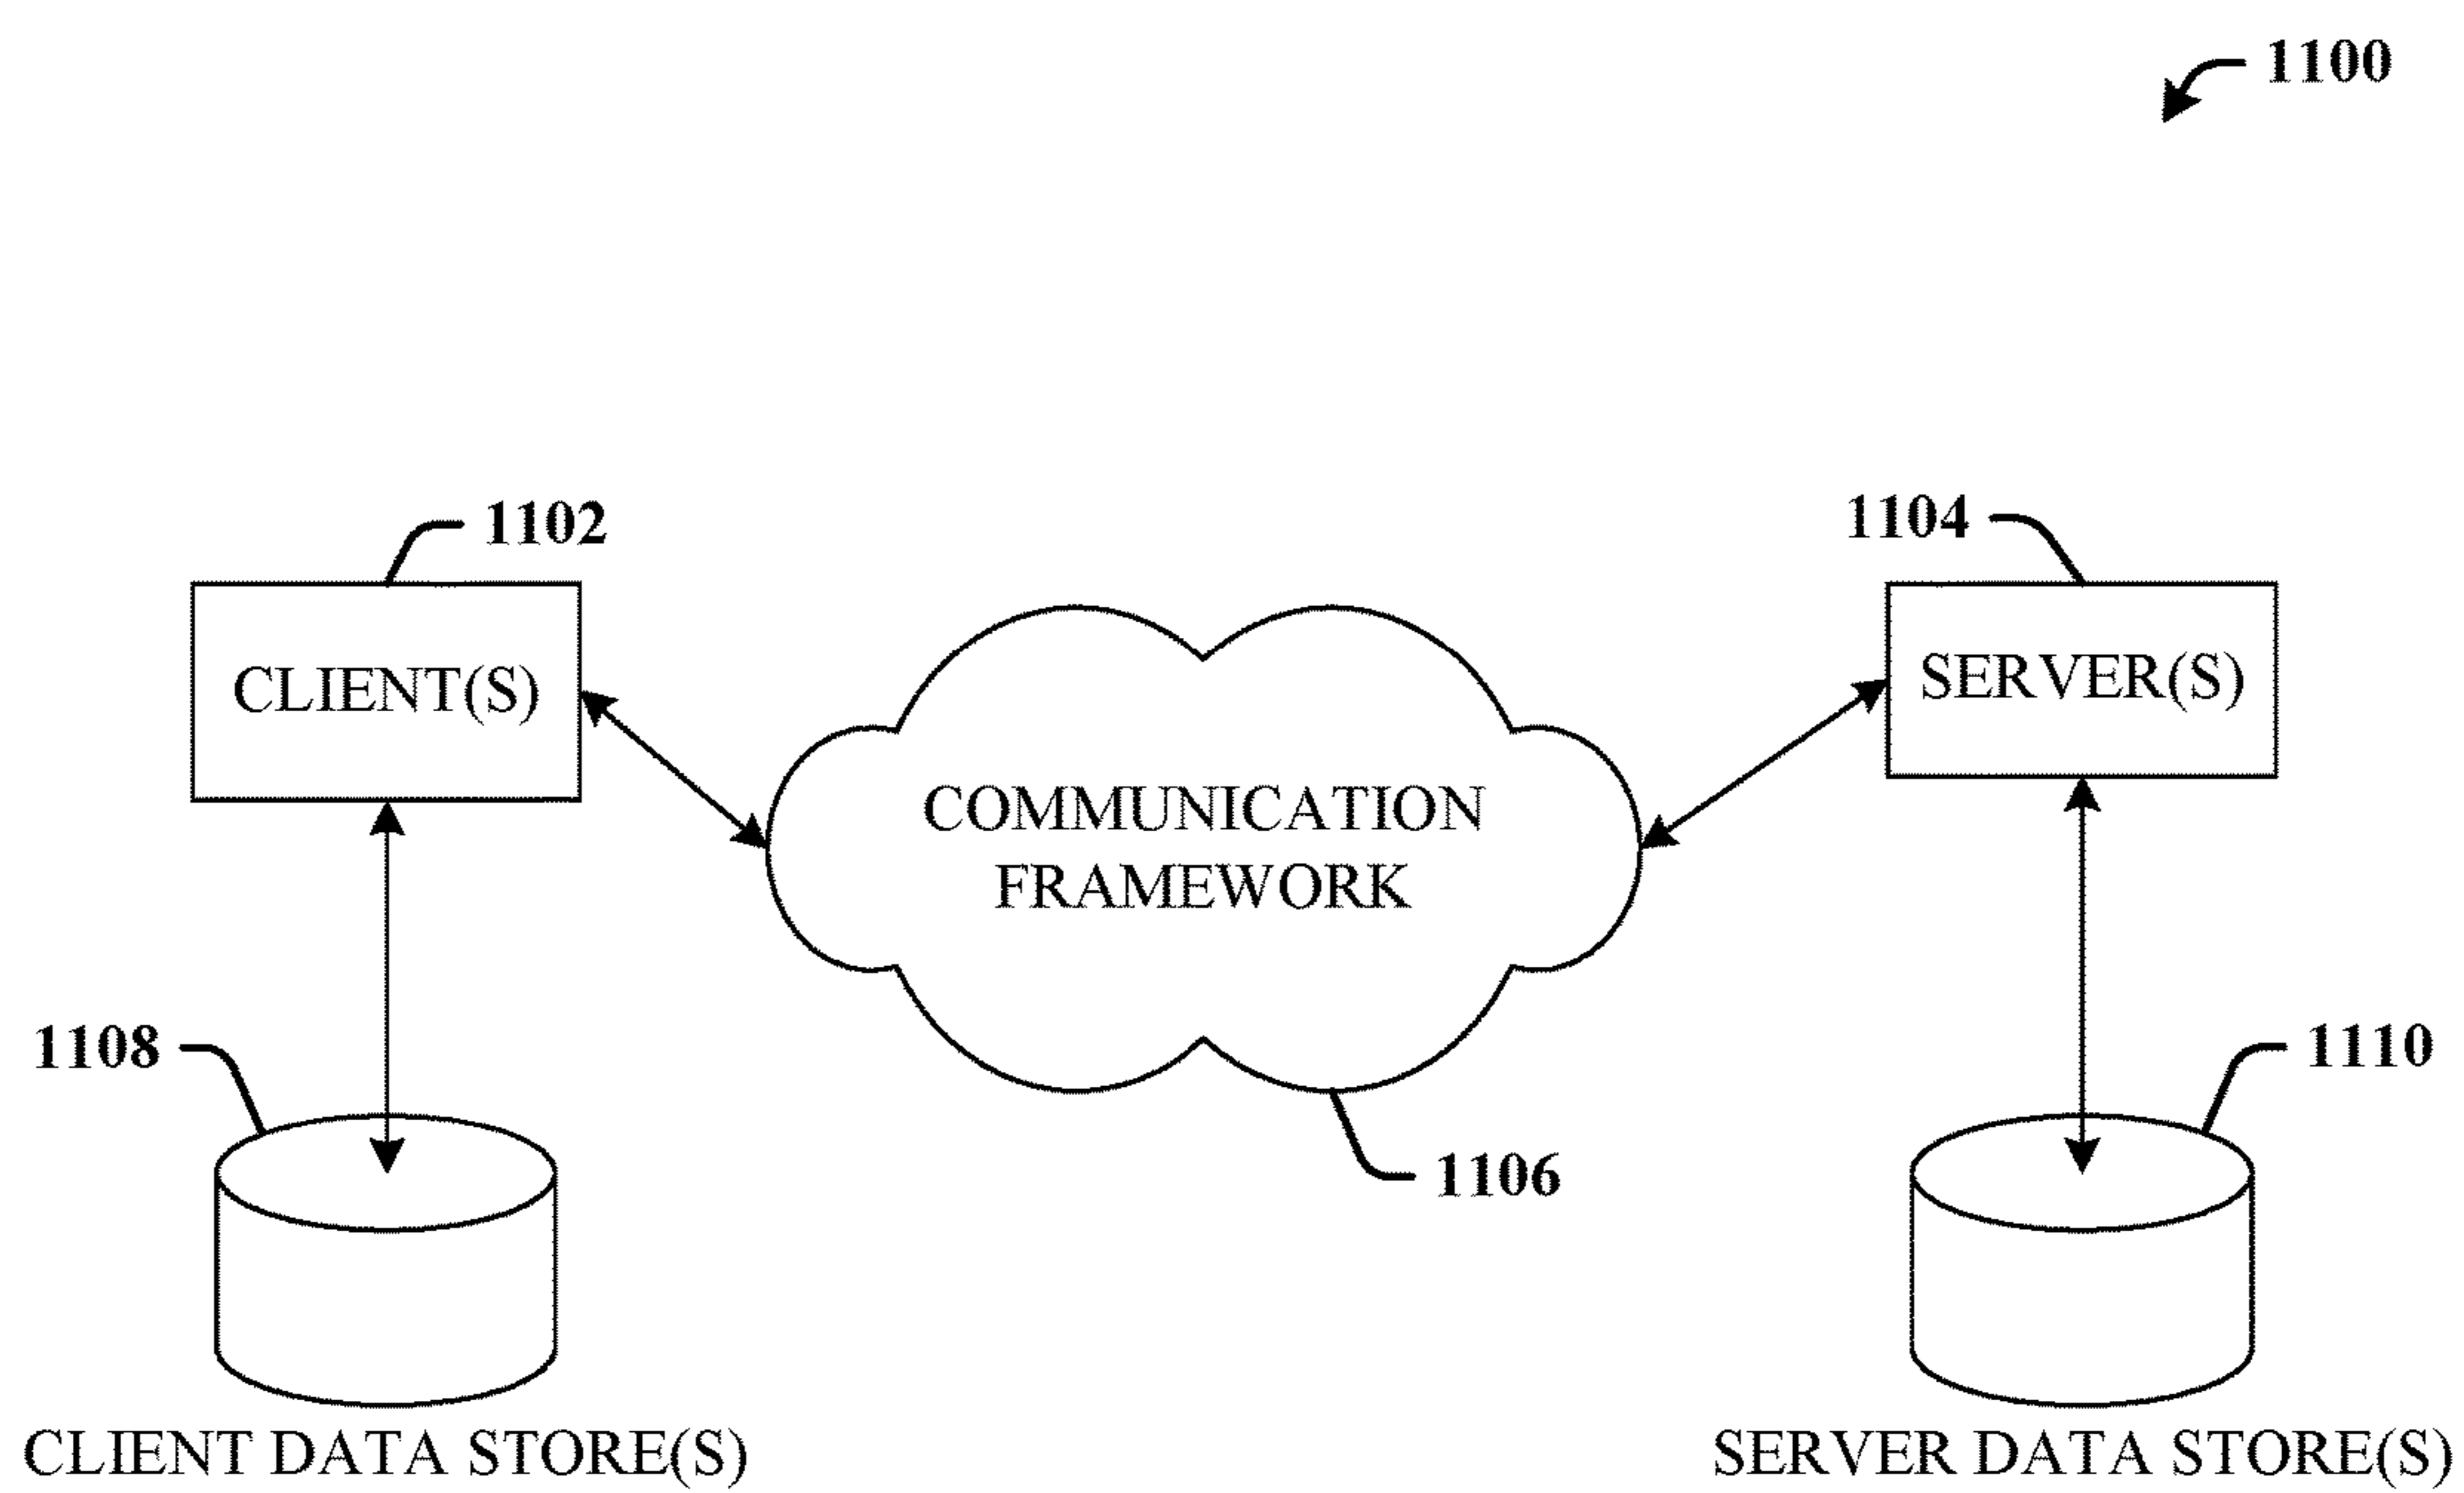 1100
1102
1104
CLIENT(S)
SERVER(S)
COMMUNICATION
FRAMEWORK
1108
1110
1106
CLIENT DATA STORE(S)
SERVER DATA STORE(S)